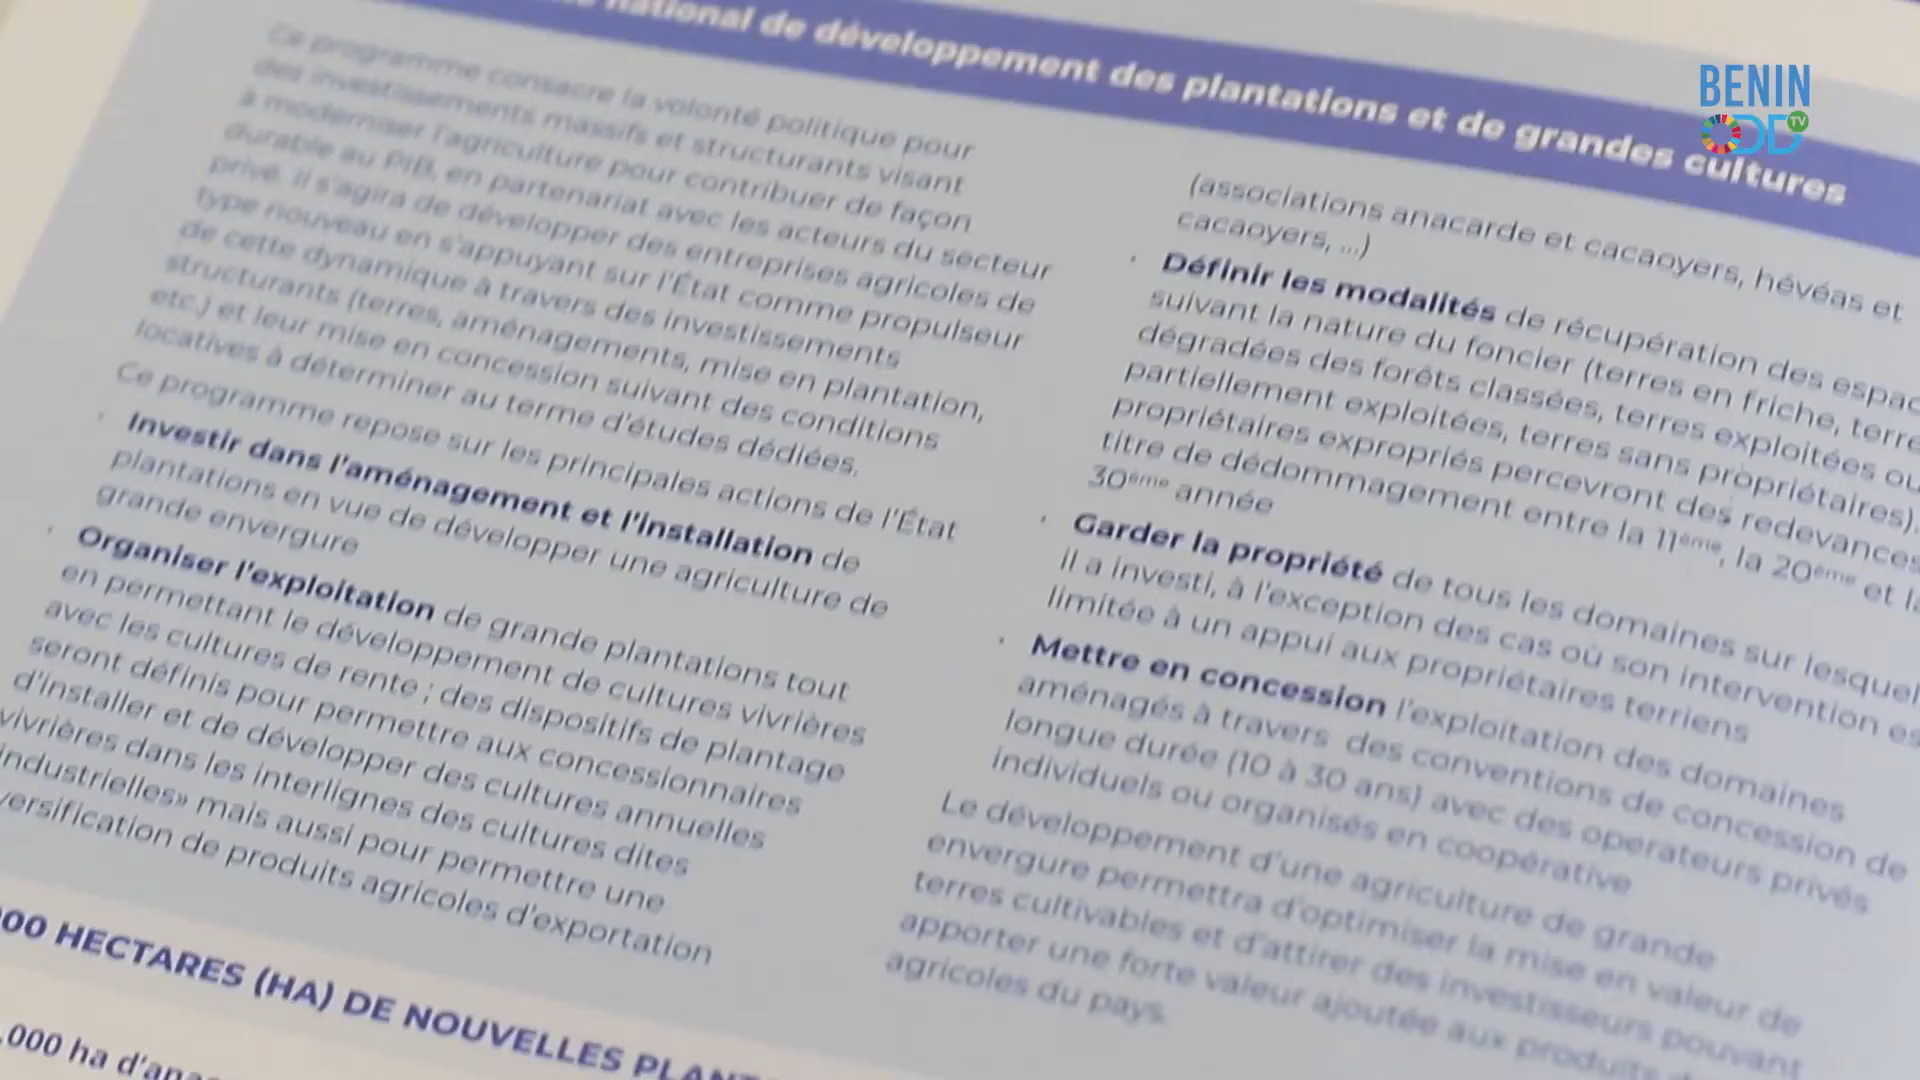 national de développement des plantations et de grandes cultures
BENIN
ODD TV
Ce programme consacre la volonté politique pour
des investissements massifs et structurants visant
à moderniser l'agriculture pour contribuer de façon
durable au PIB, en partenariat avec les acteurs du secteur
privé. Il s'agira de développer des entreprises agricoles de
type nouveau en s'appuyant sur l'État comme propulseur
de cette dynamique à travers des investissements
structurants (terres, aménagements, mise en plantation,
etc.) et leur mise en concession suivant des conditions
locatives à déterminer au terme d'études dédiées.
Ce programme repose sur les principales actions de l'État
· Investir dans l'aménagement et l'installation de
plantations en vue de développer une agriculture de
grande envergure
· Organiser l'exploitation de grande plantations tout
en permettant le développement de cultures vivrières
avec les cultures de rente ; des dispositifs de plantage
seront définis pour permettre aux concessionnaires
d'installer et de développer des cultures annuelles
vivrières dans les interlignes des cultures dites
industrielles» mais aussi pour permettre une
versification de produits agricoles d'exportation
(associations anacarde et cacaoyers, hévéas et
cacaoyers, ...)
· Définir les modalités de récupération des espac
suivant la nature du foncier (terres en friche, terre
dégradées des forêts classées, terres exploitées ou
partiellement exploitées, terres sans propriétaires).
propriétaires expropriés percevront des redevances
titre de dédommagement entre la 11ème, la 20ème et la
30ème année
· Garder la propriété de tous les domaines sur lesquel
il a investi, à l'exception des cas où son intervention es
limitée à un appui aux propriétaires terriens
· Mettre en concession l'exploitation des domaines
aménagés à travers des conventions de concession de
longue durée (10 à 30 ans) avec des operateurs privés
individuels ou organisés en coopérative
Le développement d'une agriculture de grande
envergure permettra d'optimiser la mise en valeur de
terres cultivables et d'attirer des investisseurs pouvant
apporter une forte valeur ajoutée aux produits
agricoles du pays.
000 HECTARES (HA) DE NOUVELLES PLANT
.000 ha d'ana